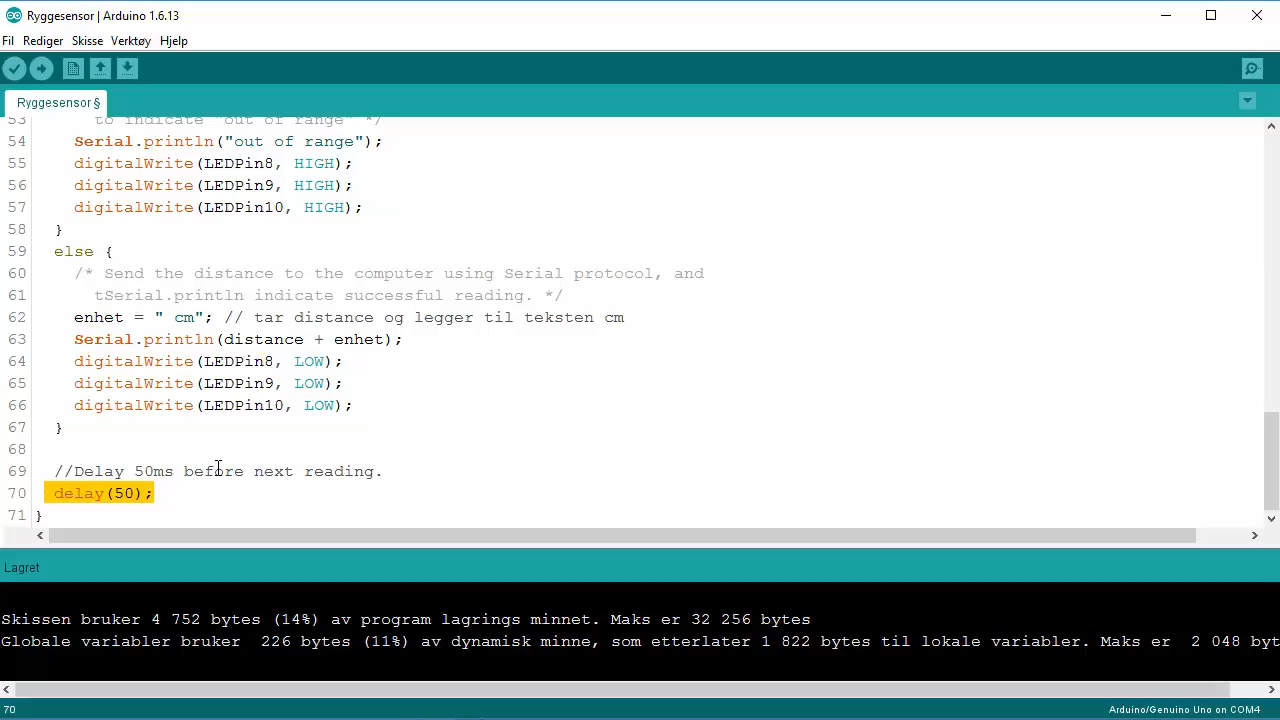 Ryggesensor | Arduino 1.6.13
Fil Rediger Skisse Verktøy Hjelp
Ryggesensor §
53 to indicate "out of range" */
54 Serial.println("out of range");
55 digitalWrite(LEDPin8, HIGH);
56 digitalWrite(LEDPin9, HIGH);
57 digitalWrite(LEDPin10, HIGH);
58 }
59 else {
60 /* Send the distance to the computer using Serial protocol, and
61 tSerial.println indicate successful reading. */
62 enhet = " cm"; // tar distance og legger til teksten cm
63 Serial.println(distance + enhet);
64 digitalWrite(LEDPin8, LOW);
65 digitalWrite(LEDPin9, LOW);
66 digitalWrite(LEDPin10, LOW);
67 }
68
69 //Delay 50ms before next reading.
70 delay(50);
71 }
Lagret
Skissen bruker 4 752 bytes (14%) av program lagrings minnet. Maks er 32 256 bytes
Globale variabler bruker  226 bytes (11%) av dynamisk minne, som etterlater 1 822 bytes til lokale variabler. Maks er  2 048 byt
70 Arduino/Genuino Uno on COM4